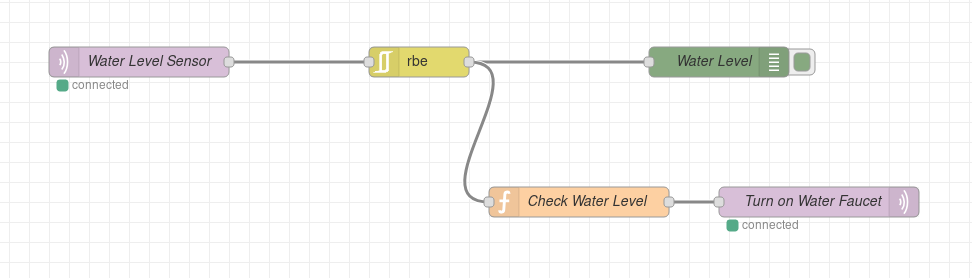 Water Level Sensor
connected
rbe
Water Level
Check Water Level
Turn on Water Faucet
connected